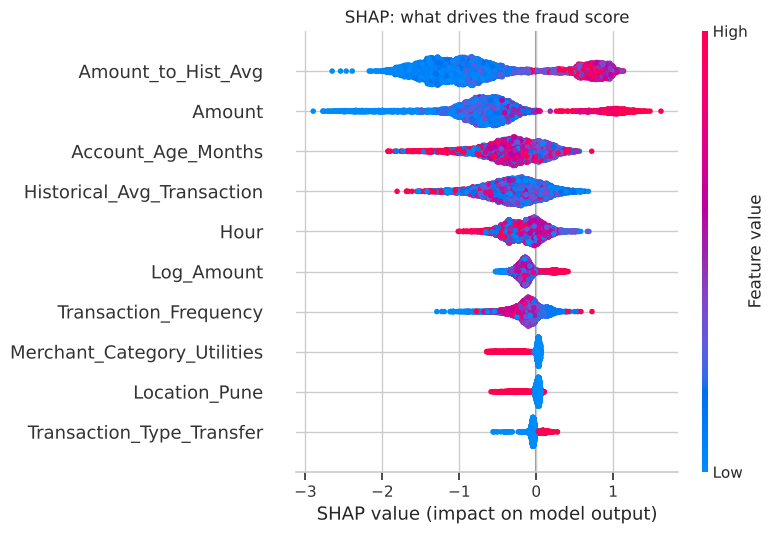 SHAP: what drives the fraud score
High
Amount_to_Hist_Avg
Amount
Account_Age_Months
Historical_Avg_Transaction
Hour
Log_Amount
Transaction_Frequency
Merchant_Category_Utilities
Location_Pune
Transaction_Type_Transfer
Feature value
Low
−3 −2 −1 0 1
SHAP value (impact on model output)